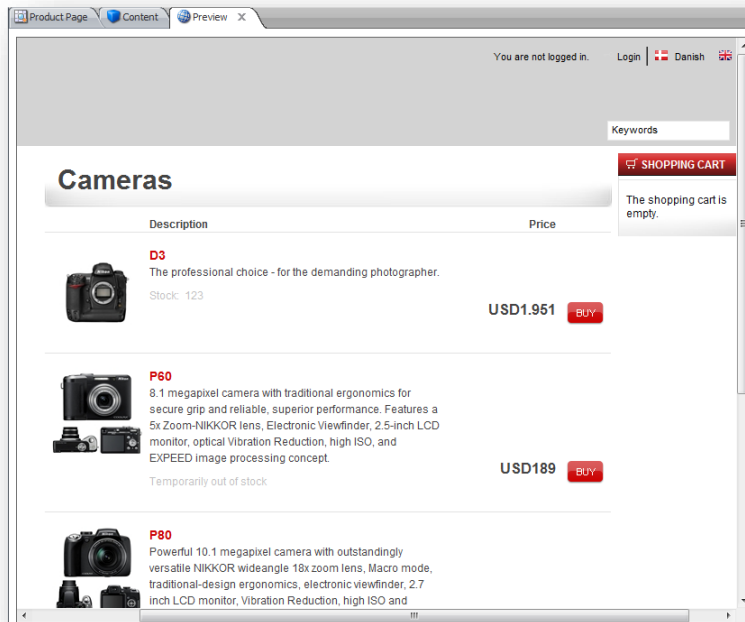 Product Page Content Preview X
You are not logged in. Login Danish
Keywords
SHOPPING CART
The shopping cart is
empty.
Cameras
Description Price
D3
The professional choice - for the demanding photographer.
Stock: 123
USD1.951 BUY
P60
8.1 megapixel camera with traditional ergonomics for
secure grip and reliable, superior performance. Features a
5x Zoom-NIKKOR lens, Electronic Viewfinder, 2.5-inch LCD
monitor, optical Vibration Reduction, high ISO, and
EXPEED image processing concept.
Temporarily out of stock
USD189 BUY
P80
Powerful 10.1 megapixel camera with outstandingly
versatile NIKKOR wideangle 18x zoom lens, Macro mode,
traditional-design ergonomics, electronic viewfinder, 2.7
inch LCD monitor, Vibration Reduction, high ISO and